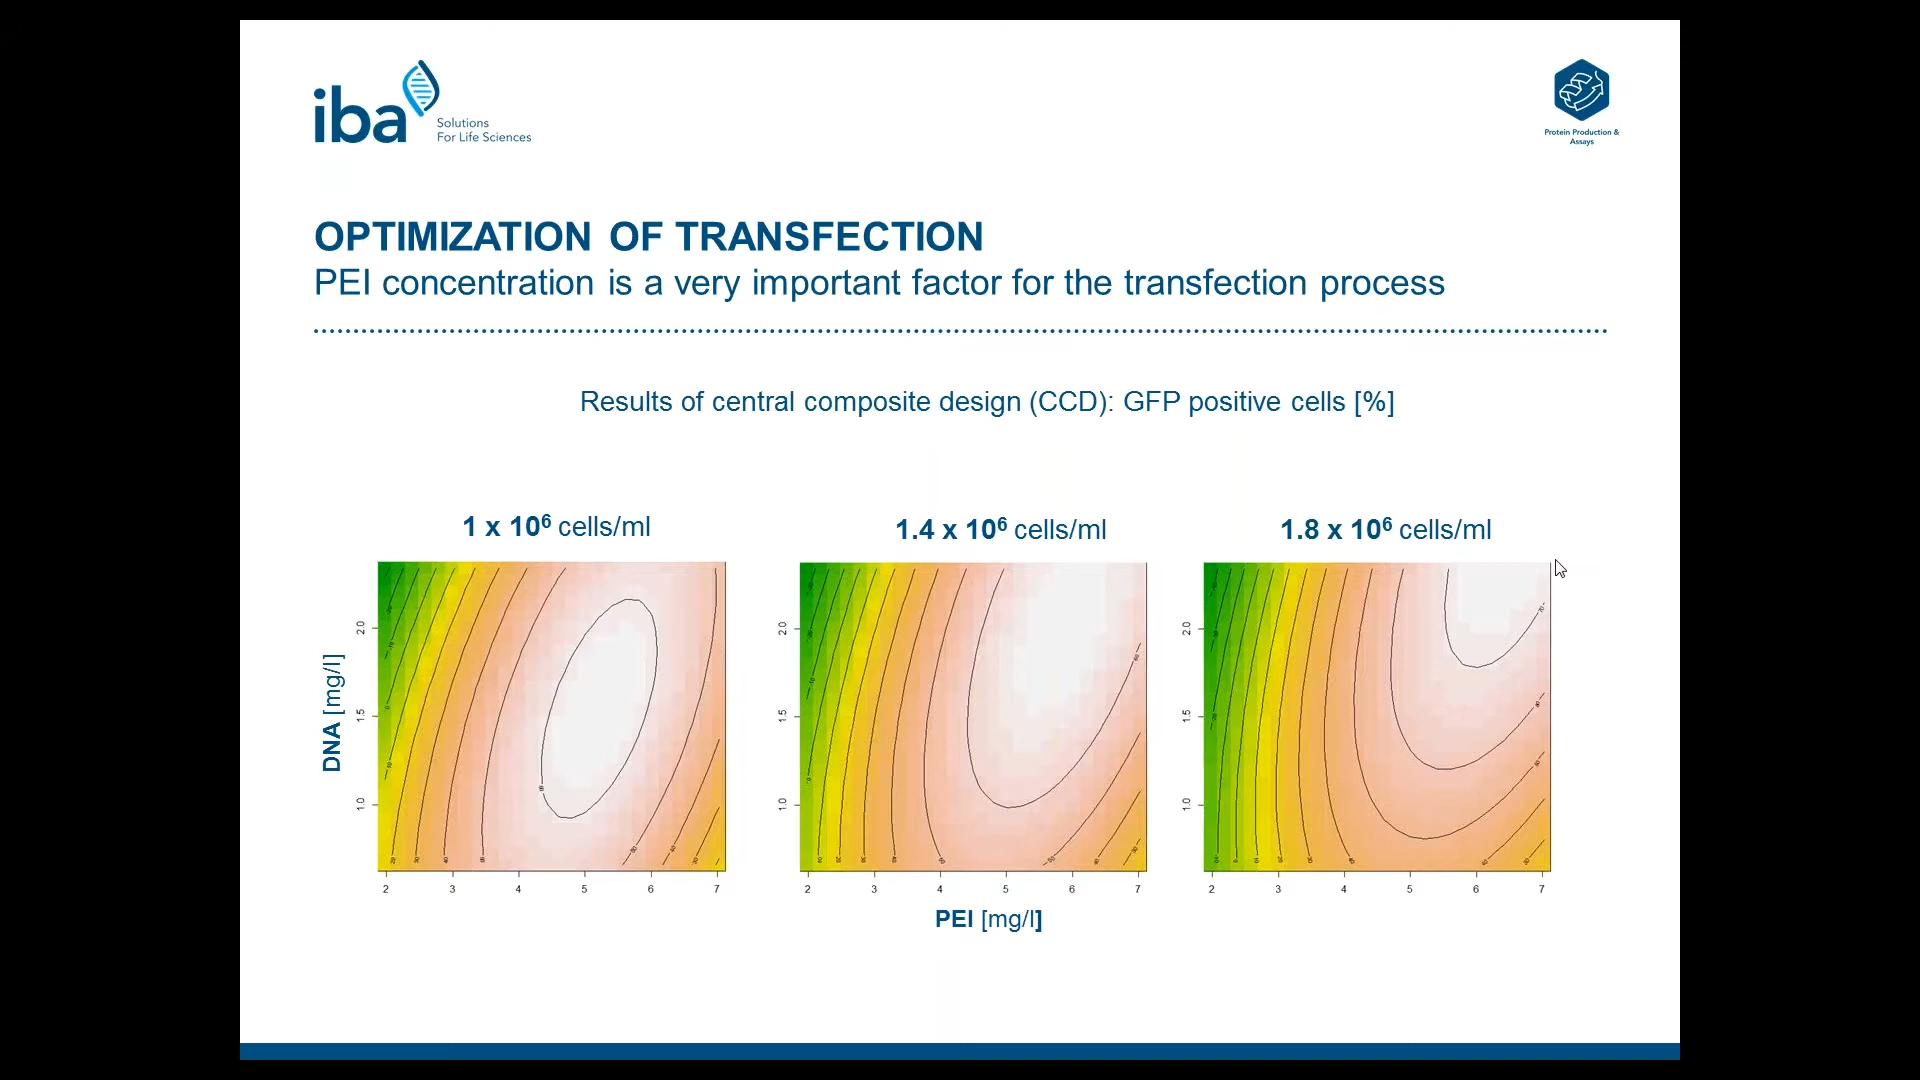 iba
Solutions
For Life Sciences
Protein Production &
Assays
OPTIMIZATION OF TRANSFECTION
PEI concentration is a very important factor for the transfection process
Results of central composite design (CCD): GFP positive cells [%]
1 x 10⁶ cells/ml
1.4 x 10⁶ cells/ml
1.8 x 10⁶ cells/ml
DNA [mg/l]
2.0
1.5
1.0
2 3 4 5 6 7
2.0
1.5
1.0
2 3 4 5 6 7
2.0
1.5
1.0
2 3 4 5 6 7
PEI [mg/l]